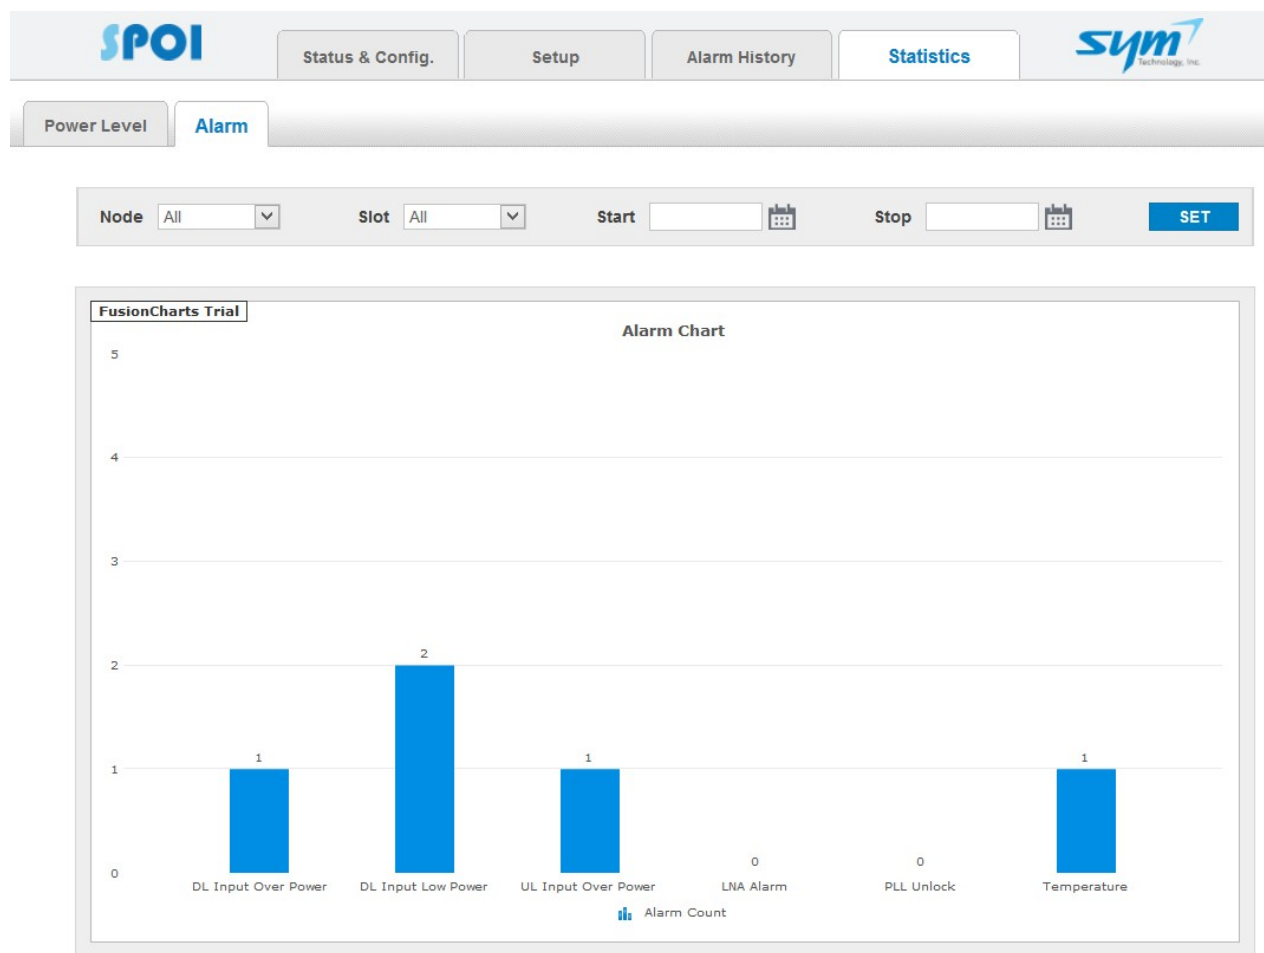 SPOI
Status & Config.
Setup
Alarm History
Statistics
sym
Technology, Inc.
Power Level
Alarm
Node All Slot All Start Stop SET
FusionCharts Trial
Alarm Chart
5
4
3
2
1
0
1
2
1
0
0
1
DL Input Over Power
DL Input Low Power
UL Input Over Power
LNA Alarm
PLL Unlock
Temperature
Alarm Count